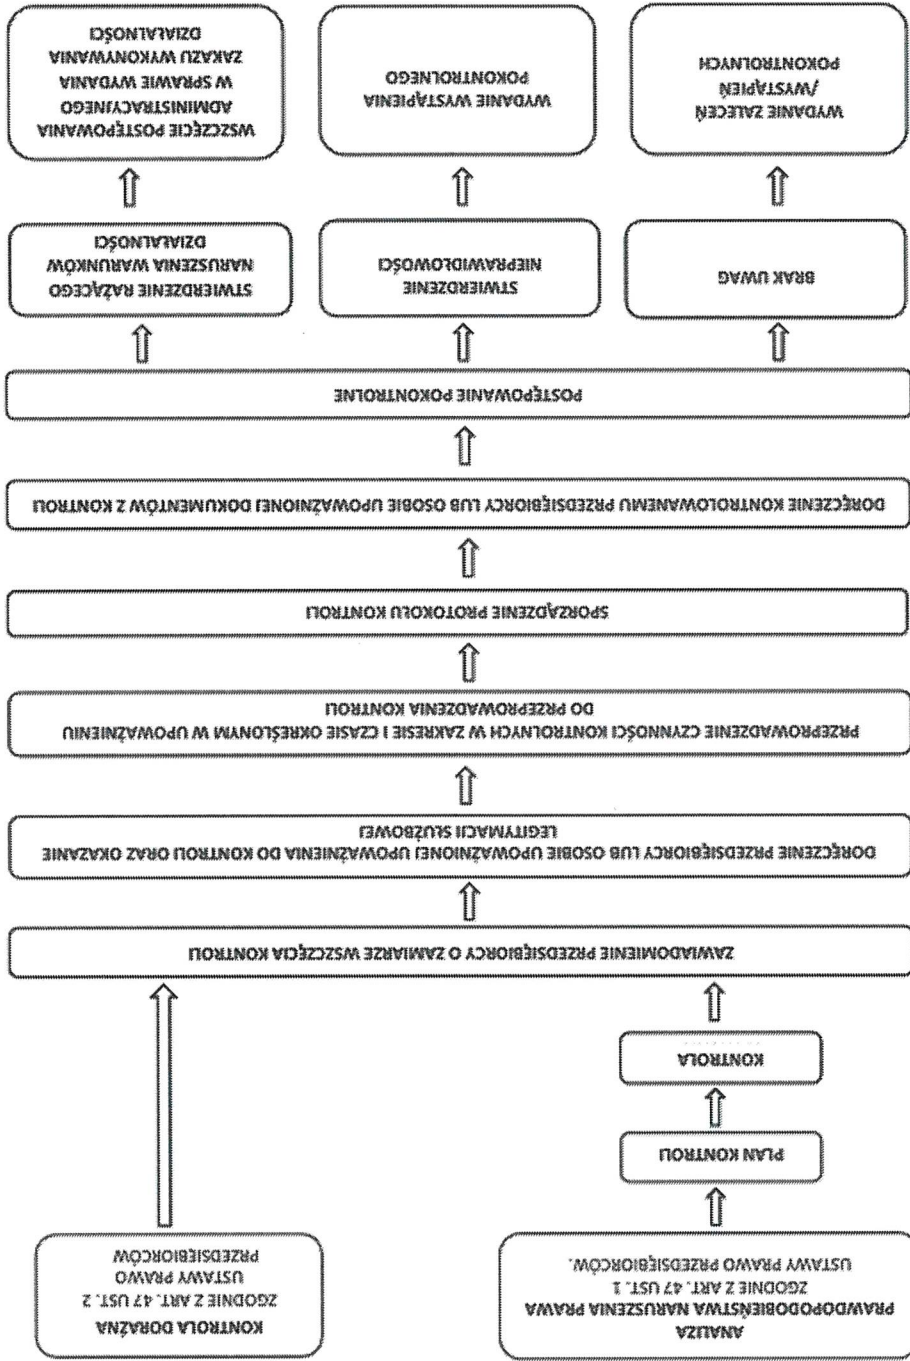 ANALIZA
PRAWDOPODOBIEŃSTWA NARUSZENIA PRAWA
ZGODNIE Z ART. 47 UST. 1
USTAWY PRAWO PRZEDSIĘBIORCÓW.
KONTROLA DORAŹNA
ZGODNIE Z ART. 47 UST. 2
USTAWY PRAWO
PRZEDSIĘBIORCÓW
PLAN KONTROLI
KONTROLA
ZAWIADOMIENIE PRZEDSIĘBIORCY O ZAMIARZE WSZCZĘCIA KONTROLI
DORĘCZENIE PRZEDSIĘBIORCY LUB OSOBIE UPOWAŻNIONEJ UPOWAŻNIENIA DO KONTROLI ORAZ OKAZANIE
LEGITYMACJI SŁUŻBOWEJ
PRZEPROWADZENIE CZYNNOŚCI KONTROLNYCH W ZAKRESIE I CZASIE OKREŚLONYM W UPOWAŻNIENIU
DO PRZEPROWADZENIA KONTROLI
SPORZĄDZENIE PROTOKOŁU KONTROLI
DORĘCZENIE KONTROLOWANEMU PRZEDSIĘBIORCY LUB OSOBIE UPOWAŻNIONEJ DOKUMENTÓW Z KONTROLI
POSTĘPOWANIE POKONTROLNE
BRAK UWAG
STWIERDZENIE
NIEPRAWIDŁOWOŚCI
STWIERDZENIE RAŻĄCEGO
NARUSZENIA WARUNKÓW
DZIAŁALNOŚCI
WYDANIE ZALECEŃ
/WYSTĄPIEŃ
POKONTROLNYCH
WYDANIE WYSTĄPIENIA
POKONTROLNEGO
WSZCZĘCIE POSTĘPOWANIA
ADMINISTRACYJNEGO
W SPRAWIE WYDANIA
ZAKAZU WYKONYWANIA
DZIAŁALNOŚCI